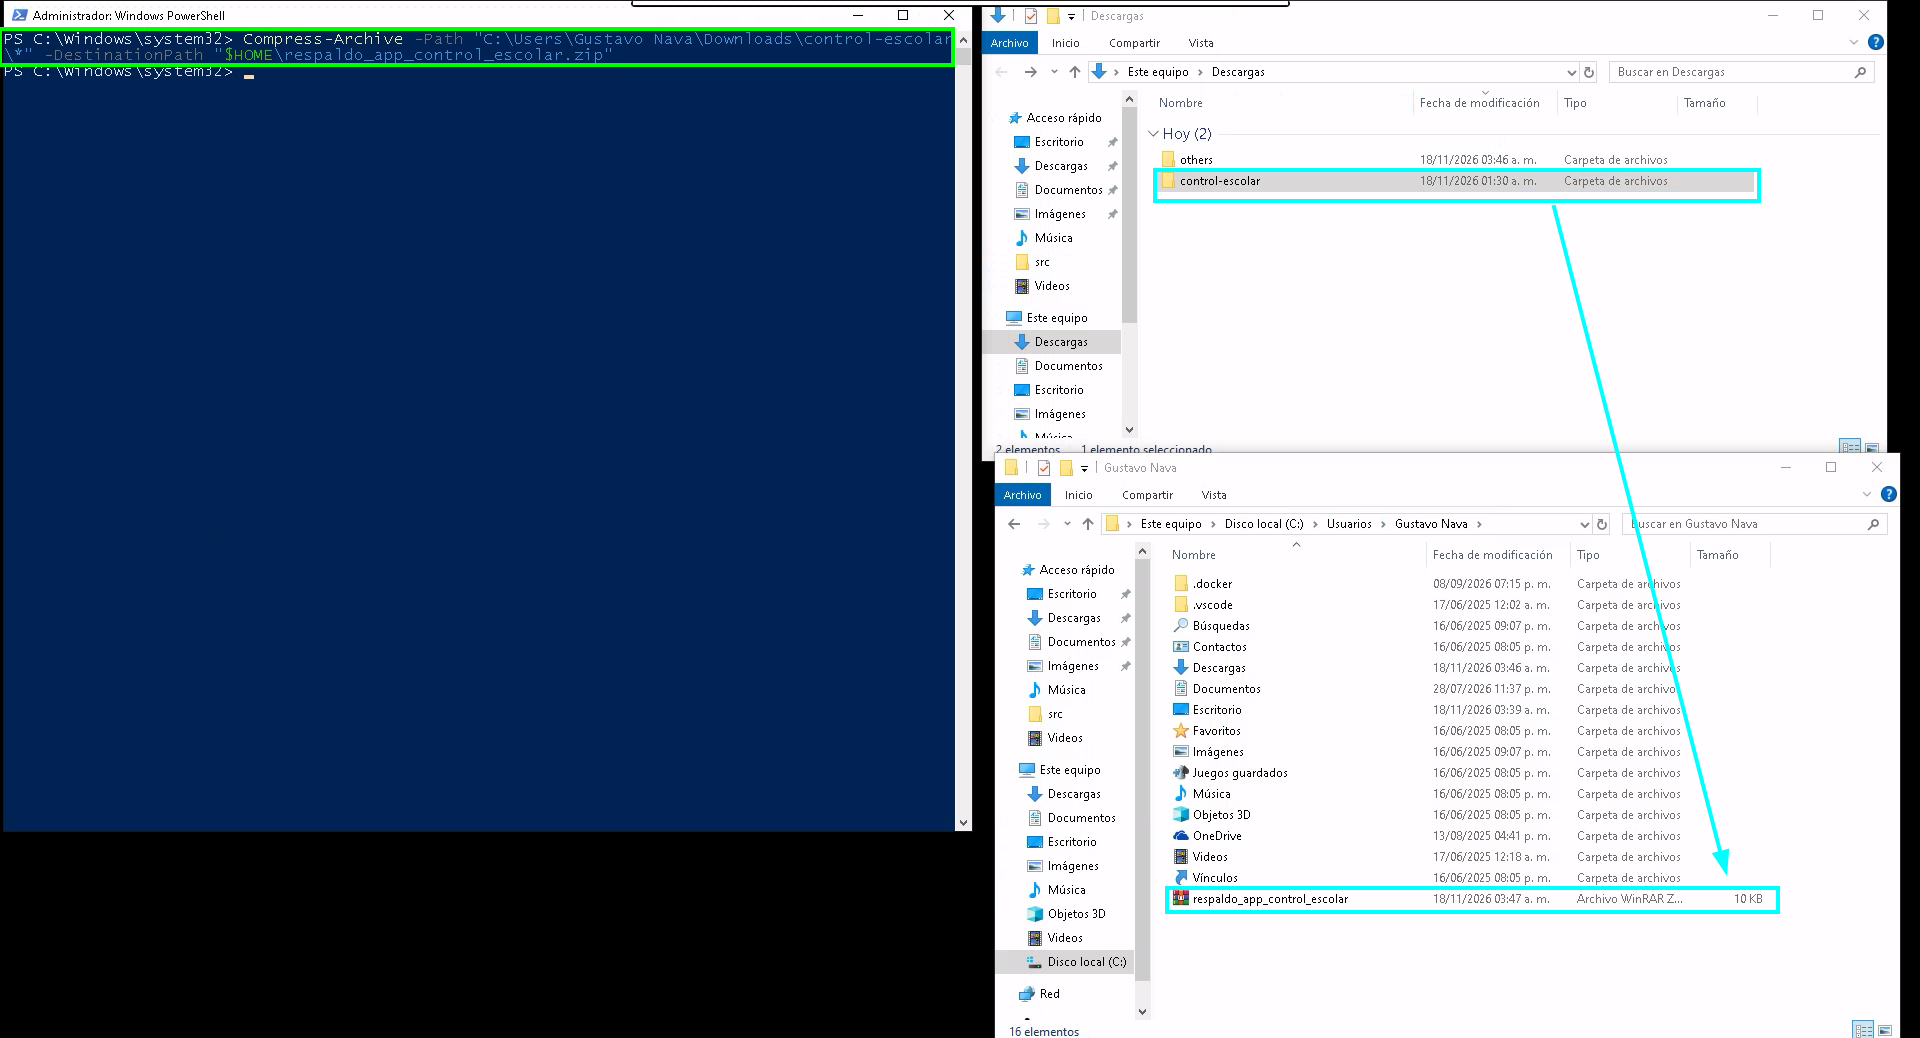 Administrador: Windows PowerShell
PS C:\Windows\system32> Compress-Archive -Path "C:\Users\Gustavo Nava\Downloads\control-escolar
\*" -DestinationPath "$HOME\respaldo_app_control_escolar.zip"
PS C:\Windows\system32>
Descargas
Archivo Inicio Compartir Vista
Este equipo Descargas Buscar en Descargas
Nombre Fecha de modificación Tipo Tamaño
Acceso rápido
Escritorio
Descargas
Documentos
Imágenes
Música
src
Videos
Este equipo
Descargas
Documentos
Escritorio
Imágenes
Música
Hoy (2)
others 18/11/2026 03:46 a. m. Carpeta de archivos
control-escolar 18/11/2026 01:30 a. m. Carpeta de archivos
2 elementos 1 elemento seleccionado
Gustavo Nava
Archivo Inicio Compartir Vista
Este equipo Disco local (C:) Usuarios Gustavo Nava Buscar en Gustavo Nava
Nombre Fecha de modificación Tipo Tamaño
Acceso rápido
Escritorio
Descargas
Documentos
Imágenes
Música
src
Videos
Este equipo
Descargas
Documentos
Escritorio
Imágenes
Música
Objetos 3D
Videos
Disco local (C:)
Red
.docker 08/09/2026 07:15 p. m. Carpeta de archivos
.vscode 17/06/2025 12:02 a. m. Carpeta de archivos
Búsquedas 16/06/2025 09:07 p. m. Carpeta de archivos
Contactos 16/06/2025 08:05 p. m. Carpeta de archivos
Descargas 18/11/2026 03:46 a. m. Carpeta de archivos
Documentos 28/07/2026 11:37 p. m. Carpeta de archivos
Escritorio 18/11/2026 03:39 a. m. Carpeta de archivos
Favoritos 16/06/2025 08:05 p. m. Carpeta de archivos
Imágenes 16/06/2025 09:07 p. m. Carpeta de archivos
Juegos guardados 16/06/2025 08:05 p. m. Carpeta de archivos
Música 16/06/2025 08:05 p. m. Carpeta de archivos
Objetos 3D 16/06/2025 08:05 p. m. Carpeta de archivos
OneDrive 13/08/2025 04:41 p. m. Carpeta de archivos
Videos 17/06/2025 12:18 a. m. Carpeta de archivos
Vínculos 16/06/2025 08:05 p. m. Carpeta de archivos
respaldo_app_control_escolar 18/11/2026 03:47 a. m. Archivo WinRAR Z... 10 KB
16 elementos